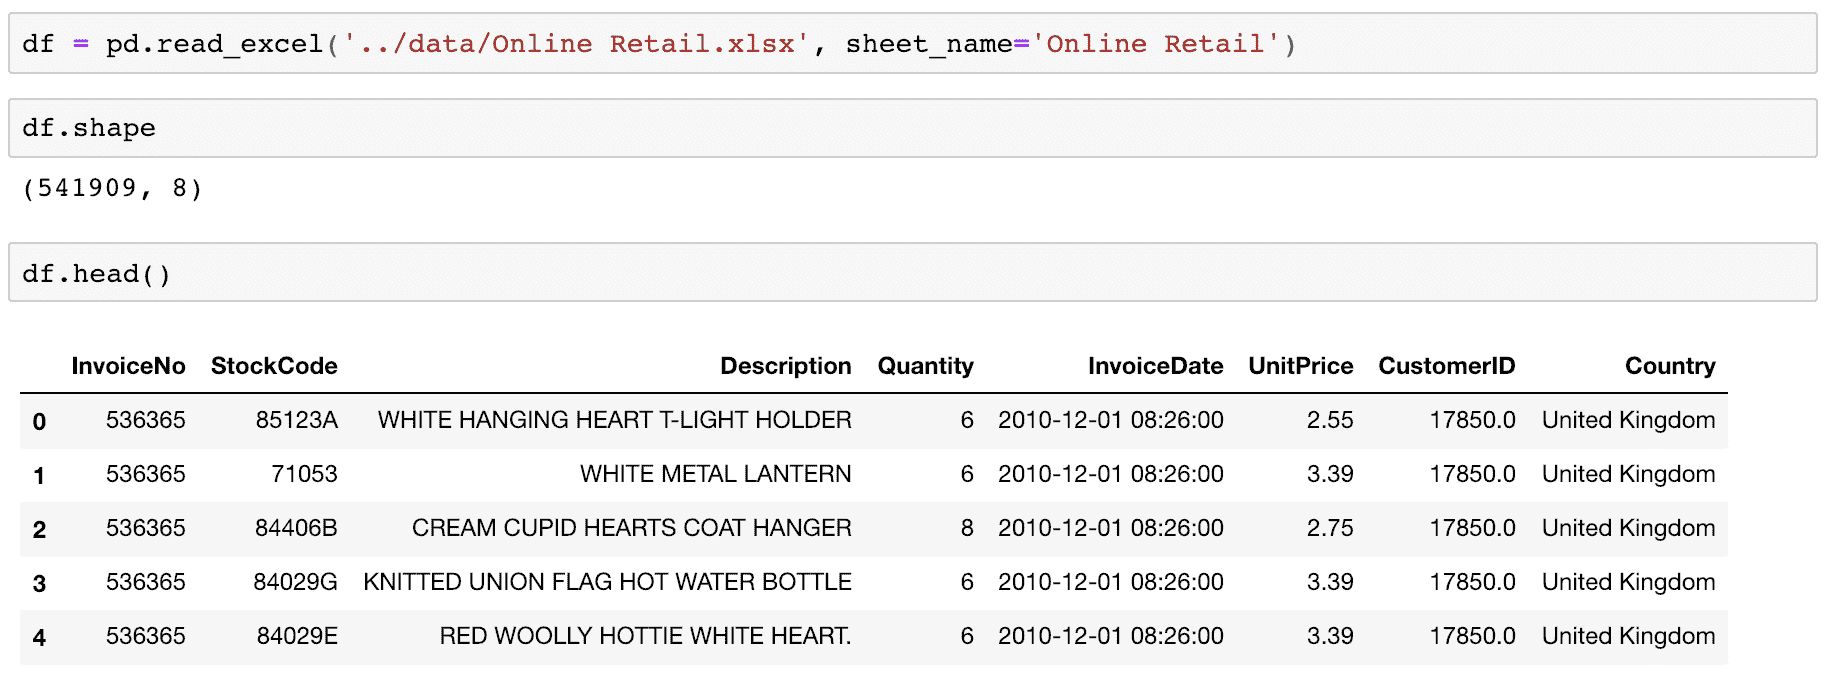 df = pd.read_excel('../data/Online Retail.xlsx', sheet_name='Online Retail')
df.shape
(541909, 8)
df.head()
InvoiceNo StockCode Description Quantity InvoiceDate UnitPrice CustomerID Country
0 536365 85123A WHITE HANGING HEART T-LIGHT HOLDER 6 2010-12-01 08:26:00 2.55 17850.0 United Kingdom
1 536365 71053 WHITE METAL LANTERN 6 2010-12-01 08:26:00 3.39 17850.0 United Kingdom
2 536365 84406B CREAM CUPID HEARTS COAT HANGER 8 2010-12-01 08:26:00 2.75 17850.0 United Kingdom
3 536365 84029G KNITTED UNION FLAG HOT WATER BOTTLE 6 2010-12-01 08:26:00 3.39 17850.0 United Kingdom
4 536365 84029E RED WOOLLY HOTTIE WHITE HEART. 6 2010-12-01 08:26:00 3.39 17850.0 United Kingdom